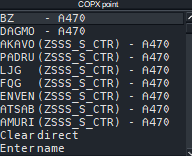 COPX point
BZ - A470
DAGMO - A470
AKAVO (ZSSS_S_CTR) - A470
PADRU (ZSSS_S_CTR) - A470
LJG (ZSSS_S_CTR) - A470
FQG (ZSSS_S_CTR) - A470
ENVEN (ZSSS_S_CTR) - A470
ATSAB (ZSSS_S_CTR) - A470
AMURI (ZSSS_S_CTR) - A470
Clear direct
Enter name